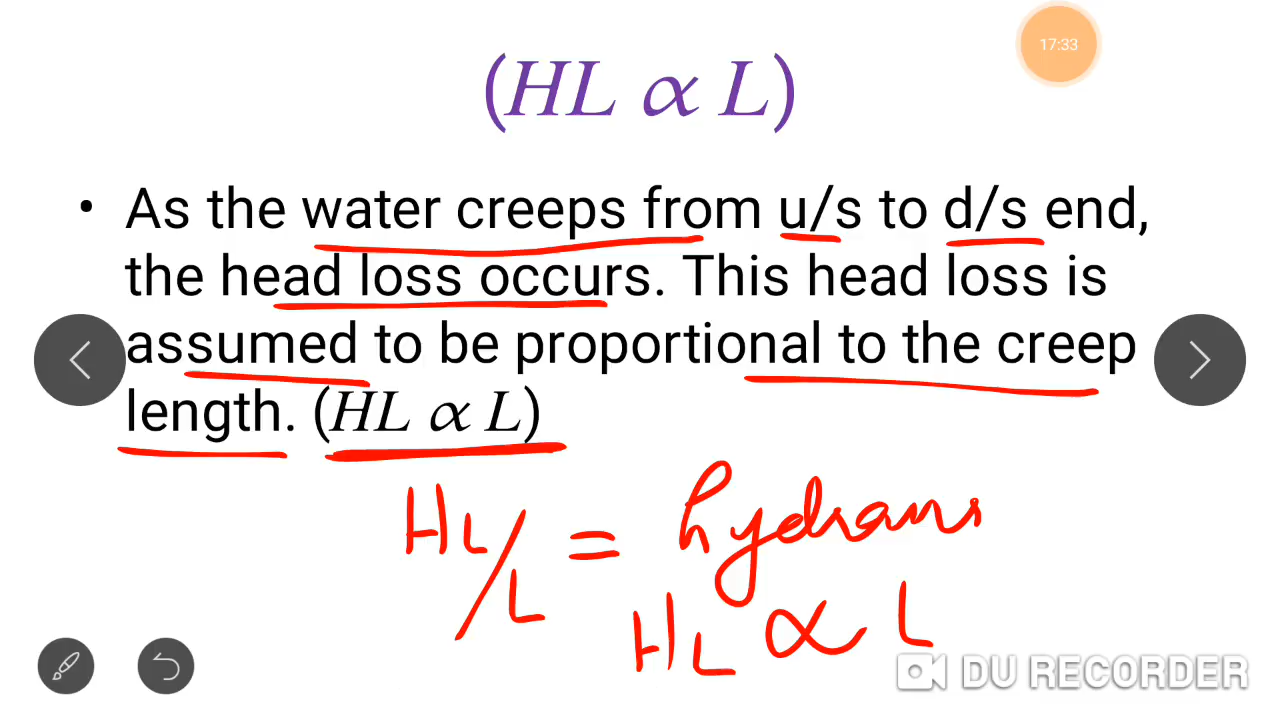 17:33
(HL ∝ L)
• As the water creeps from u/s to d/s end,
the head loss occurs. This head loss is
assumed to be proportional to the creep
length. (HL ∝ L)
HL/L =
HL ∝ L
DU RECORDER